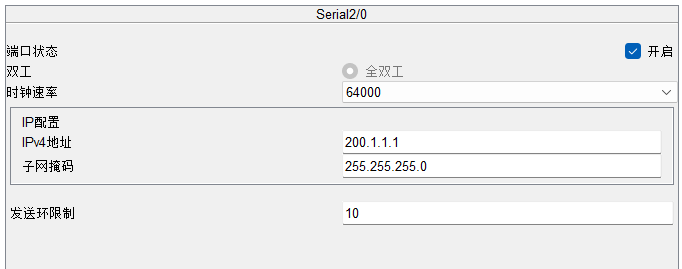 Serial2/0
端口状态 开启
双工 全双工
时钟速率 64000
IP配置
IPv4地址 200.1.1.1
子网掩码 255.255.255.0
发送环限制 10